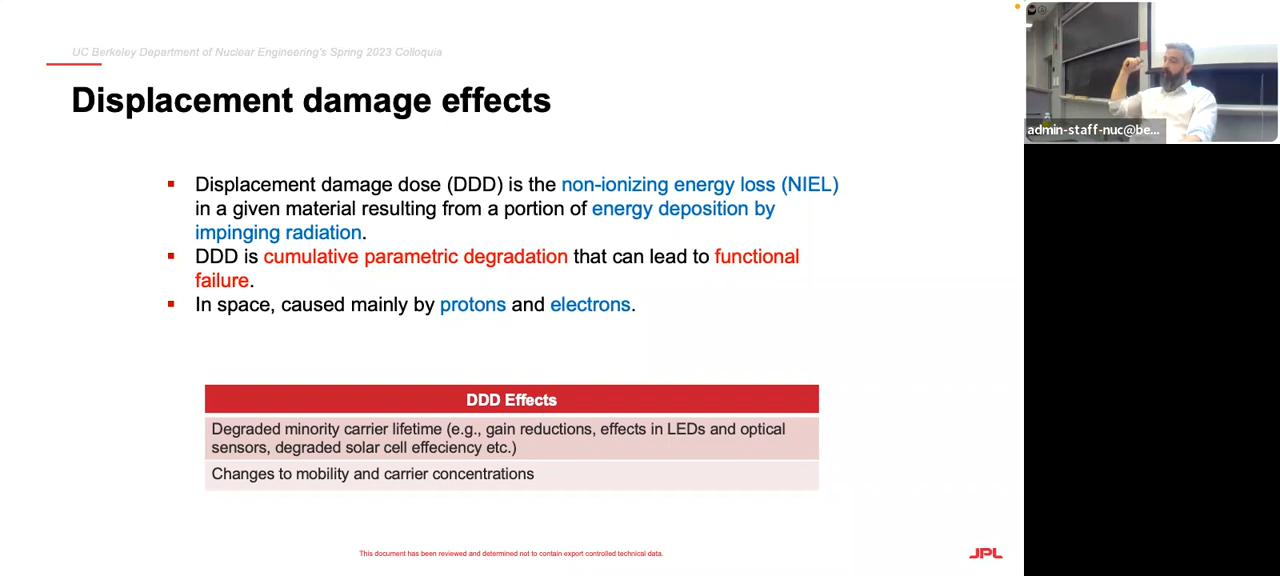 UC Berkeley Department of Nuclear Engineering's Spring 2023 Colloquia
Displacement damage effects
Displacement damage dose (DDD) is the non-ionizing energy loss (NIEL)
in a given material resulting from a portion of energy deposition by
impinging radiation.
DDD is cumulative parametric degradation that can lead to functional
failure.
In space, caused mainly by protons and electrons.
DDD Effects
Degraded minority carrier lifetime (e.g., gain reductions, effects in LEDs and optical
sensors, degraded solar cell effeciency etc.)
Changes to mobility and carrier concentrations
This document has been reviewed and determined not to contain export controlled technical data.
JPL
admin-staff-nuc@be...